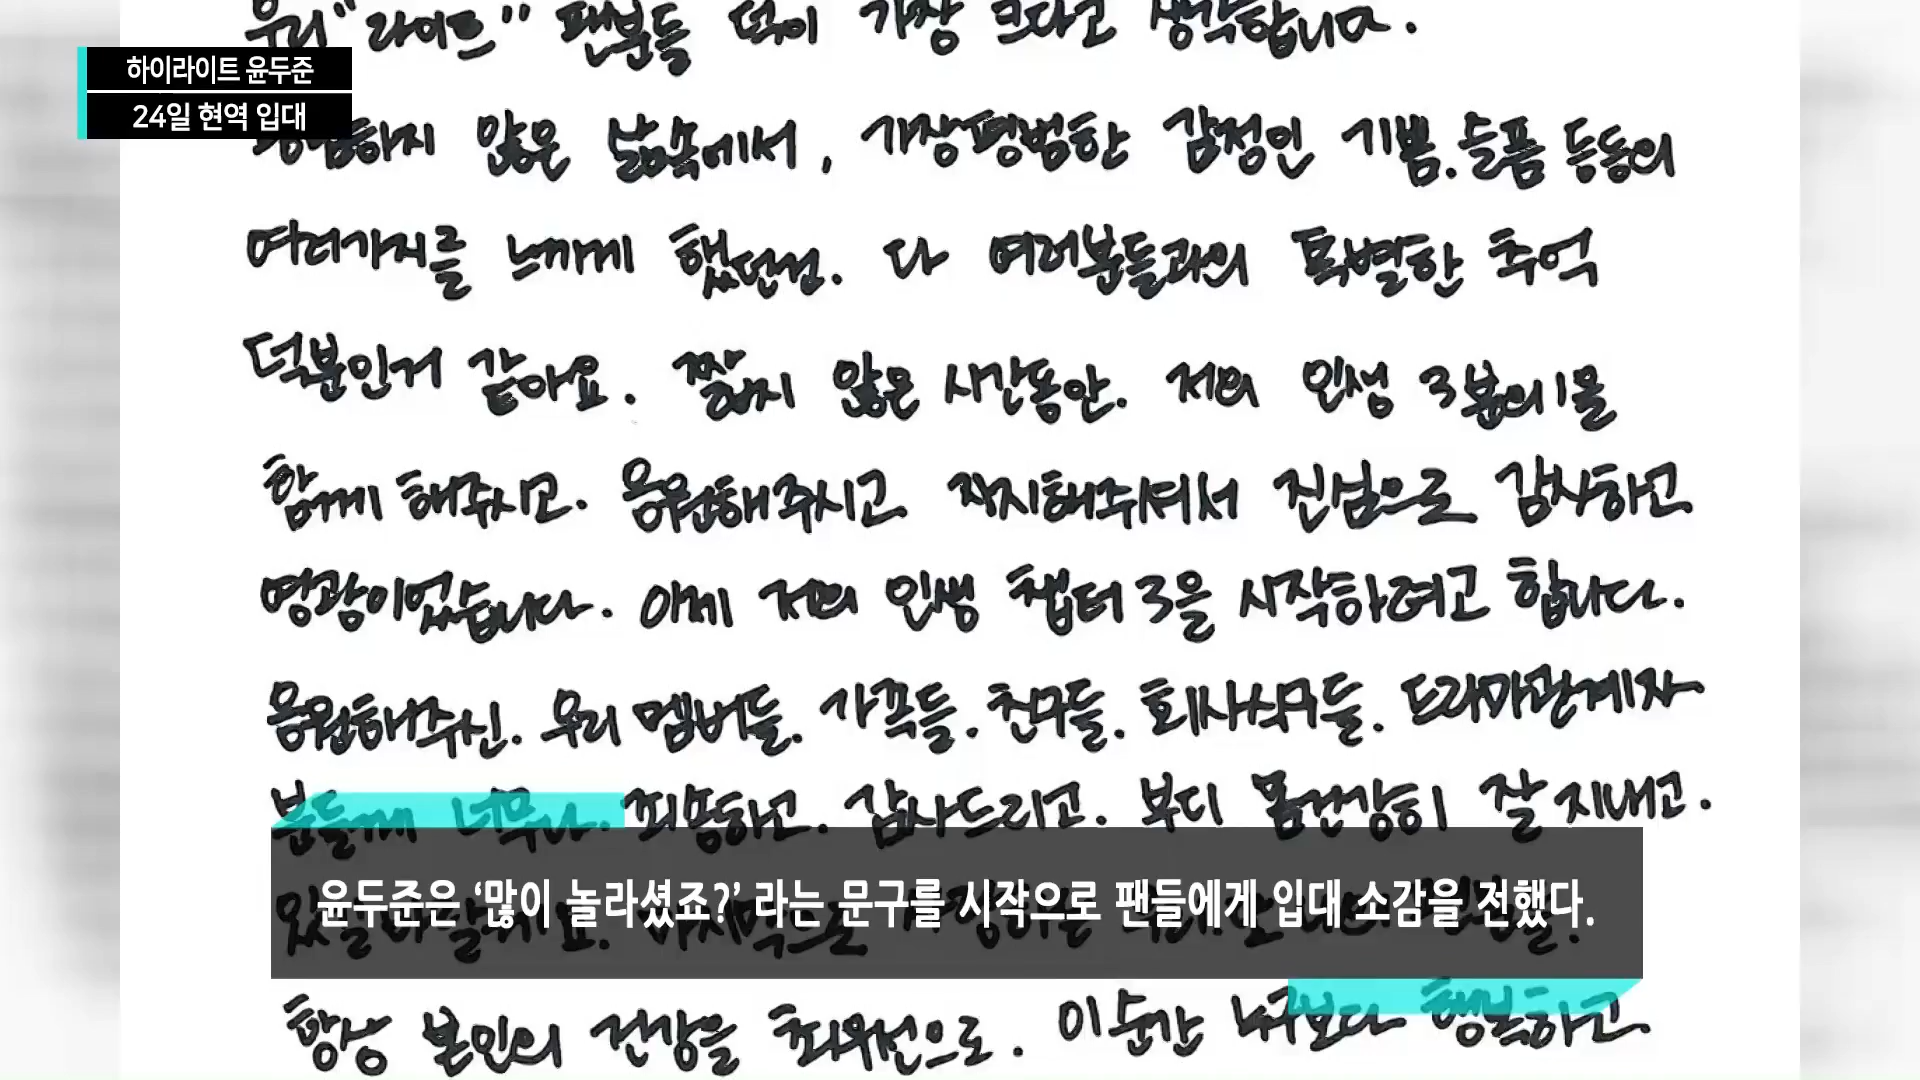 우리 "라이트" 팬분들 덕이 가장 크다고 생각합니다.
하이라이트 윤두준
24일 현역 입대
않은 삶속에서, 가장평범한 감정인 기쁨.슬픔 등등의
여러가지를 느끼게 했던건. 다 여러분들과의 특별한 추억
덕분인거 같아요. 짧지 않은 시간동안. 저의 인생 3분의1을
함께 해주시고. 응원해주시고 지지해주셔서 진심으로 감사하고
영광이었습니다. 이제 저의 인생 챕터 3을 시작하려고 합니다.
응원해주신. 우리 멤버들. 가족들. 친구들. 회사식구들. 드라마관계자
분들께 너무나. 죄송하고. 감사드리고. 부디 몸건강히 잘 지내고.
윤두준은 ‘많이 놀라셨죠?’ 라는 문구를 시작으로 팬들에게 입대 소감을 전했다.
항상 본인의 건강을 최우선으로. 이순간 누구보다 행복하고.